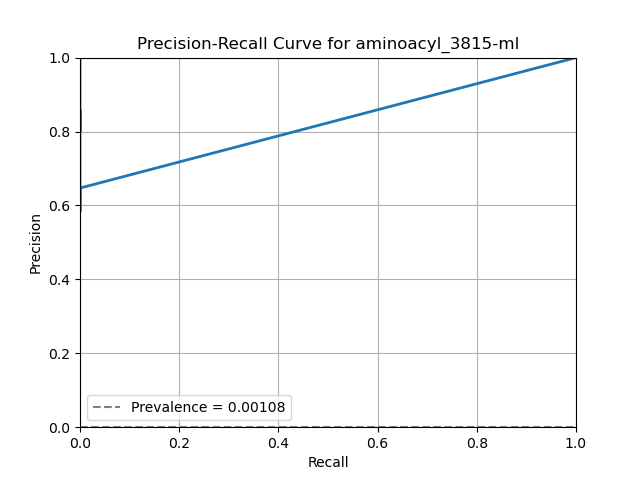 Precision-Recall Curve for aminoacyl_3815-ml
1.0
0.8
0.6
0.4
0.2
0.0
Precision
Prevalence = 0.00108
0.0 0.2 0.4 0.6 0.8 1.0
Recall